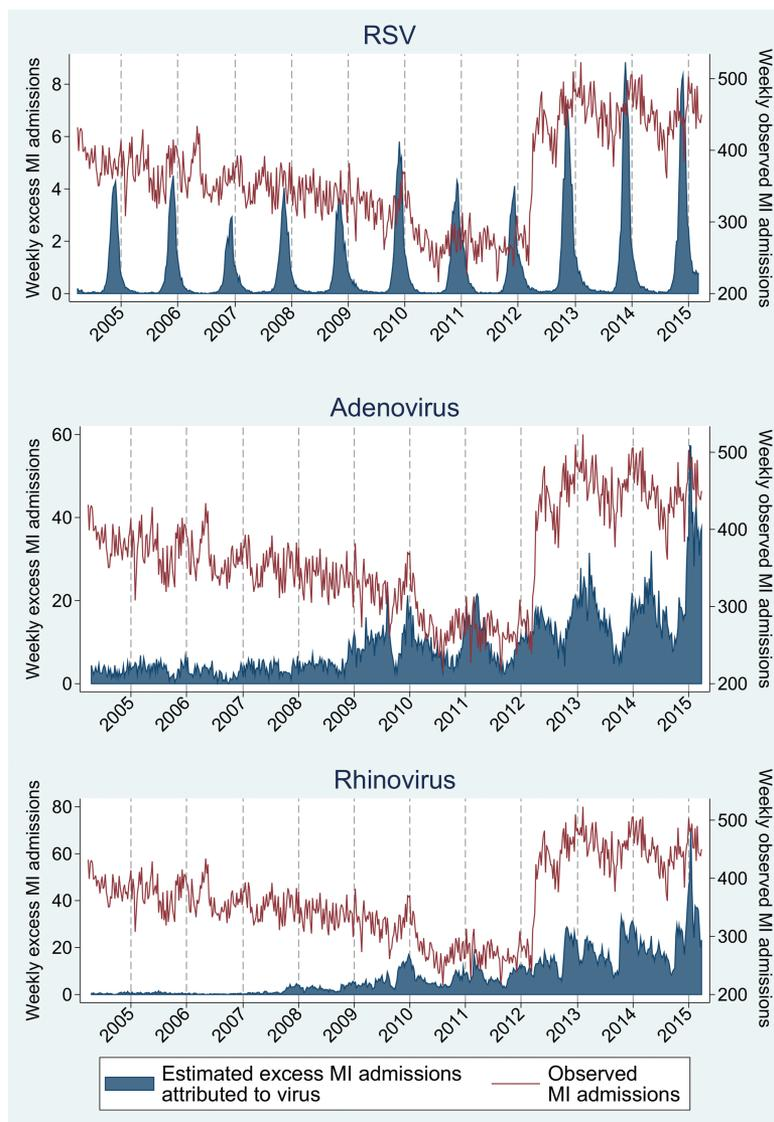 RSV
Weekly excess MI admissions
8
6
4
2
0
Weekly observed MI admissions
500
400
300
200
2005 2006 2007 2008 2009 2010 2011 2012 2013 2014 2015
Adenovirus
Weekly excess MI admissions
60
40
20
0
Weekly observed MI admissions
500
400
300
200
2005 2006 2007 2008 2009 2010 2011 2012 2013 2014 2015
Rhinovirus
Weekly excess MI admissions
80
60
40
20
0
Weekly observed MI admissions
500
400
300
200
2005 2006 2007 2008 2009 2010 2011 2012 2013 2014 2015
Estimated excess MI admissions
attributed to virus
Observed
MI admissions